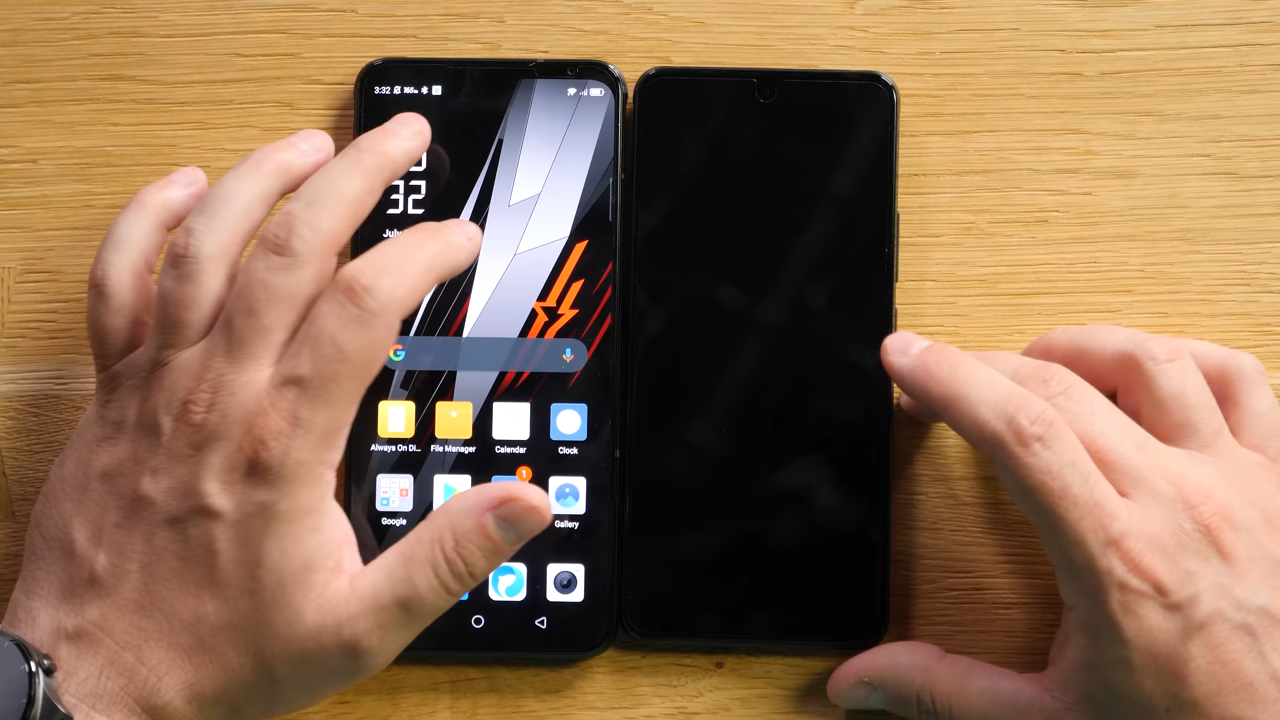 3:32
32
July
Always On Di...
File Manager
Calendar
Clock
1
Google
Gallery